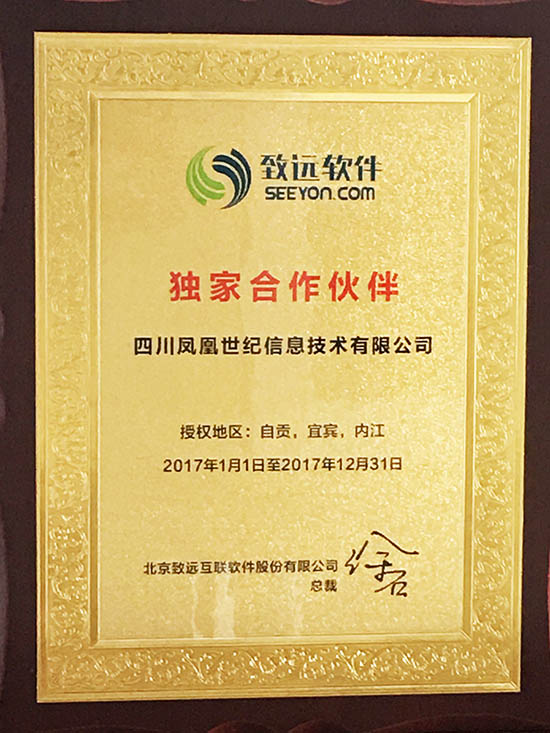 致远软件
SEEYON.COM
独家合作伙伴
四川凤凰世纪信息技术有限公司
授权地区：自贡，宜宾，内江
2017年1月1日至2017年12月31日
北京致远互联软件股份有限公司
总裁